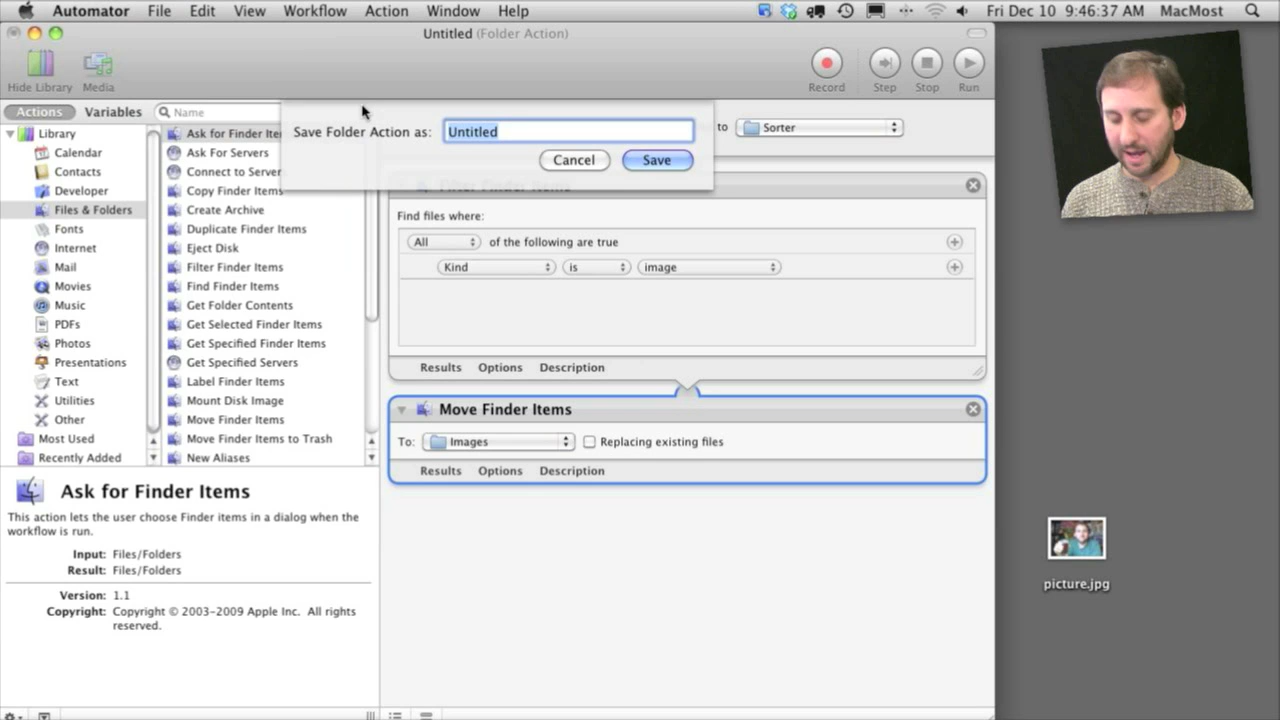 Automator File Edit View Workflow Action Window Help Fri Dec 10 9:46:37 AM MacMost
Untitled (Folder Action)
Hide Library Media Record Step Stop Run
Actions Variables Name
Save Folder Action as: Untitled
Cancel Save
to Sorter
Library
Calendar
Contacts
Developer
Files & Folders
Fonts
Internet
Mail
Movies
Music
PDFs
Photos
Presentations
Text
Utilities
Other
Most Used
Recently Added
Ask for Finder Ite
Ask For Servers
Connect to Server
Copy Finder Items
Create Archive
Duplicate Finder Items
Eject Disk
Filter Finder Items
Find Finder Items
Get Folder Contents
Get Selected Finder Items
Get Specified Finder Items
Get Specified Servers
Label Finder Items
Mount Disk Image
Move Finder Items
Move Finder Items to Trash
New Aliases
Filter Finder Items
Find files where:
All of the following are true
Kind is image
Results Options Description
Move Finder Items
To: Images Replacing existing files
Results Options Description
Ask for Finder Items
This action lets the user choose Finder items in a dialog when the
workflow is run.
Input: Files/Folders
Result: Files/Folders
Version: 1.1
Copyright: Copyright © 2003-2009 Apple Inc. All rights
reserved.
picture.jpg